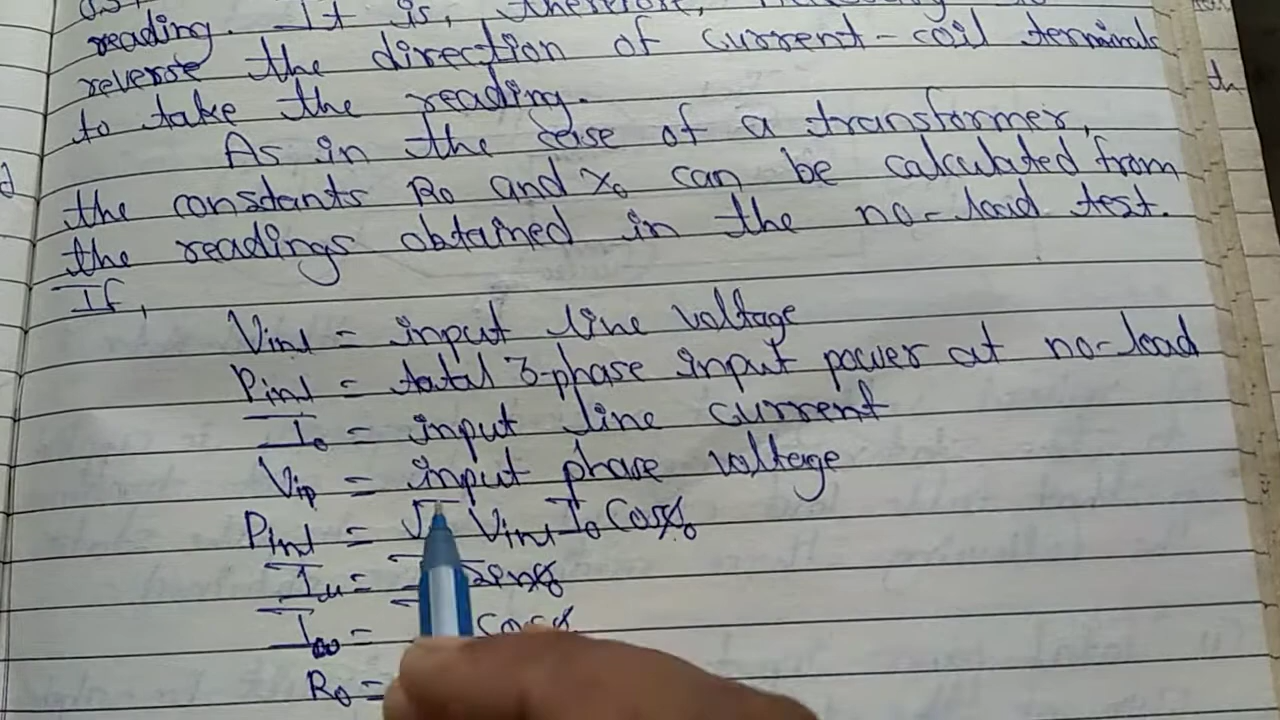 reading. It is, therefore,
reverse the direction of current-coil terminals
to take the reading.
As in the case of a transformer,
the constants R₀ and X₀ can be calculated from
the readings obtained in the no-load test.
If,
Vinl = input line voltage
Pinl = total 3-phase input power at no-load
I₀ = input line current
Vip = input phase voltage
Pinl = √ Vinl I₀ Cosφ₀
Iμ = Sinφ
Iω = Cosφ
R₀ =